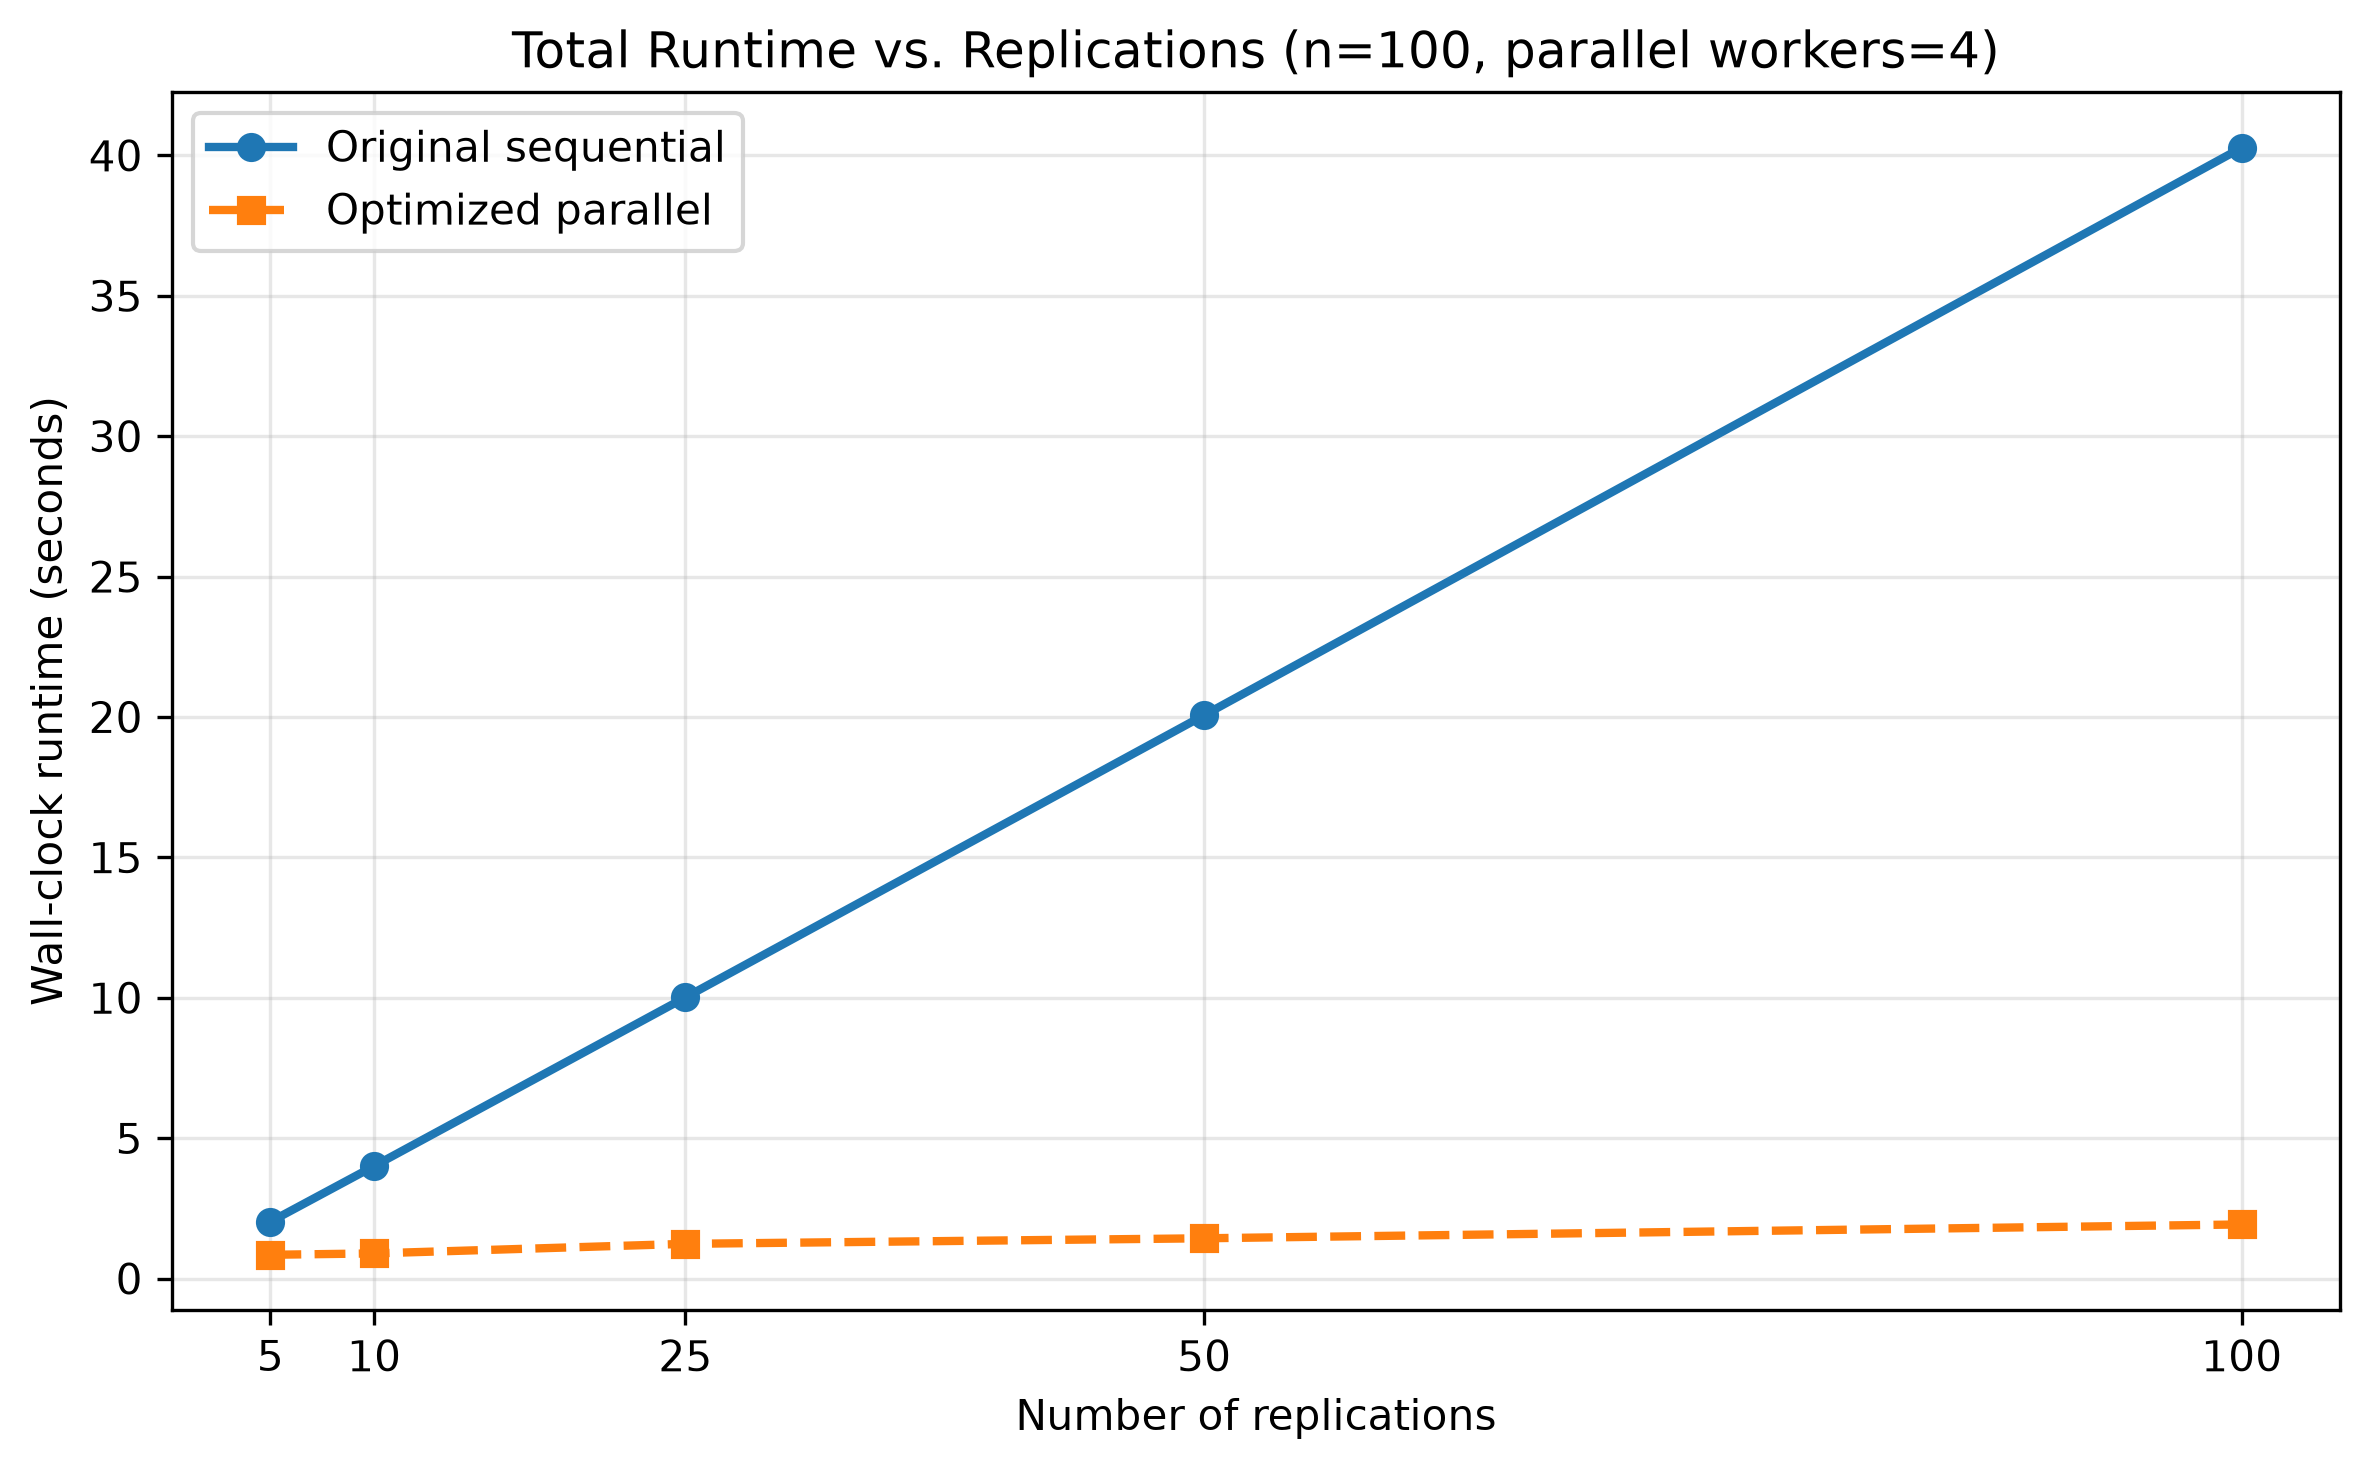 Total Runtime vs. Replications (n=100, parallel workers=4)
Original sequential
Optimized parallel
Wall-clock runtime (seconds)
40
35
30
25
20
15
10
5
0
5 10 25 50 100
Number of replications